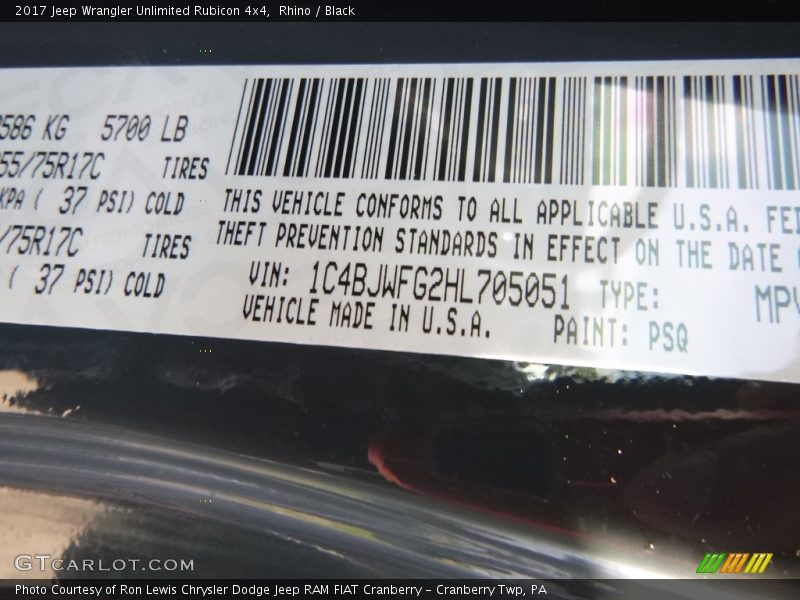 2017 Jeep Wrangler Unlimited Rubicon 4x4, Rhino / Black
586 KG 5700 LB
55/75R17C TIRES
KPA ( 37 PSI) COLD
/75R17C TIRES
( 37 PSI) COLD
THIS VEHICLE CONFORMS TO ALL APPLICABLE U.S.A. FE
THEFT PREVENTION STANDARDS IN EFFECT ON THE DATE
VIN: 1C4BJWFG2HL705051 TYPE: MPV
VEHICLE MADE IN U.S.A. PAINT: PSQ
GTCARLOT.COM
Photo Courtesy of Ron Lewis Chrysler Dodge Jeep RAM FIAT Cranberry – Cranberry Twp, PA